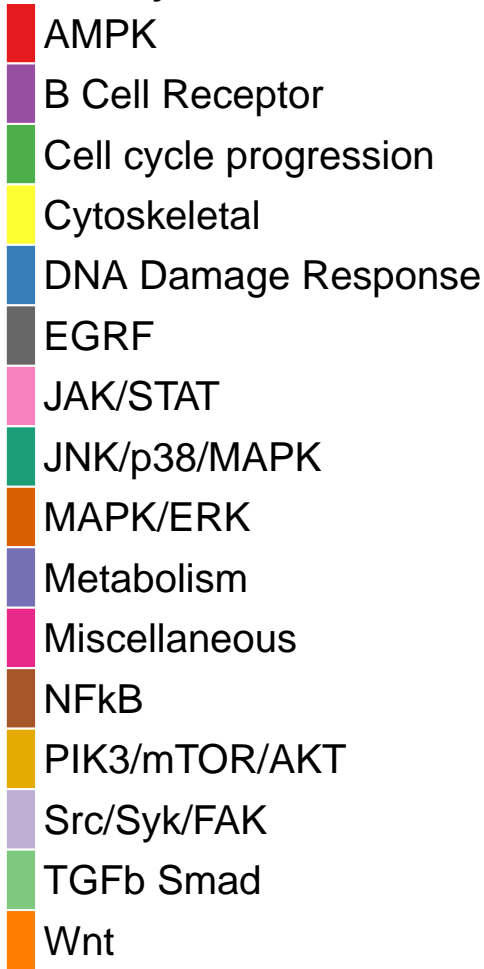 AMPK
B Cell Receptor
Cell cycle progression
Cytoskeletal
DNA Damage Response
EGRF
JAK/STAT
JNK/p38/MAPK
MAPK/ERK
Metabolism
Miscellaneous
NFkB
PIK3/mTOR/AKT
Src/Syk/FAK
TGFb Smad
Wnt